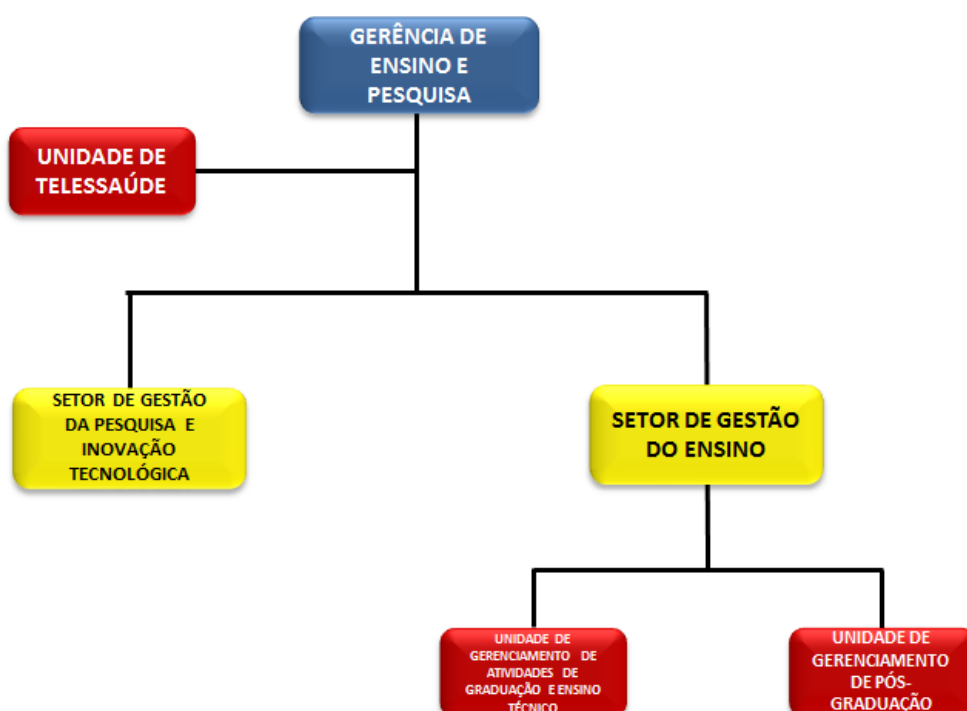 GERÊNCIA DE
ENSINO E
PESQUISA
UNIDADE DE
TELESSAÚDE
SETOR DE GESTÃO
DA PESQUISA E
INOVAÇÃO
TECNOLÓGICA
SETOR DE GESTÃO
DO ENSINO
UNIDADE DE
GERENCIAMENTO DE
ATIVIDADES DE
GRADUAÇÃO E ENSINO
TÉCNICO
UNIDADE DE
GERENCIAMENTO
DE PÓS-
GRADUAÇÃO